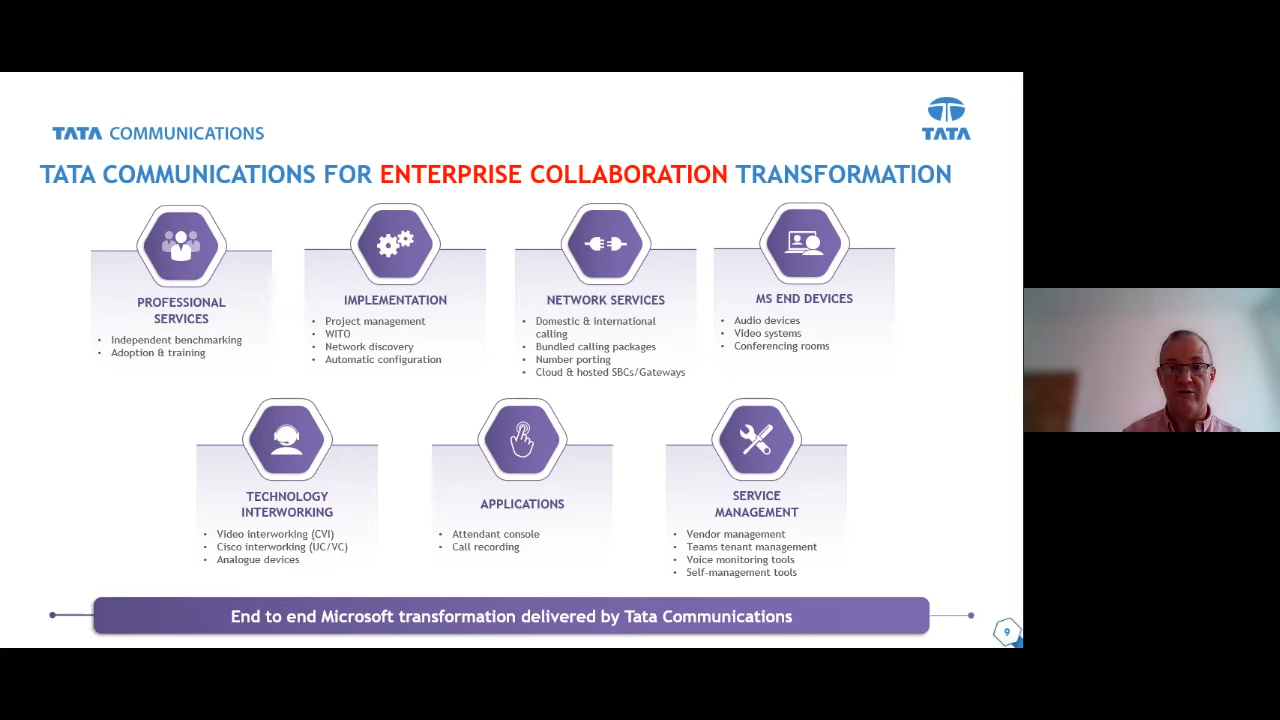 TATA COMMUNICATIONS
TATA
TATA COMMUNICATIONS FOR ENTERPRISE COLLABORATION TRANSFORMATION
PROFESSIONAL
SERVICES
• Independent benchmarking
• Adoption & training
IMPLEMENTATION
• Project management
• WITO
• Network discovery
• Automatic configuration
NETWORK SERVICES
• Domestic & international
calling
• Bundled calling packages
• Number porting
• Cloud & hosted SBCs/Gateways
MS END DEVICES
• Audio devices
• Video systems
• Conferencing rooms
TECHNOLOGY
INTERWORKING
• Video interworking (CVI)
• Cisco interworking (UC/VC)
• Analogue devices
APPLICATIONS
• Attendant console
• Call recording
SERVICE
MANAGEMENT
• Vendor management
• Teams tenant management
• Voice monitoring tools
• Self-management tools
End to end Microsoft transformation delivered by Tata Communications
9